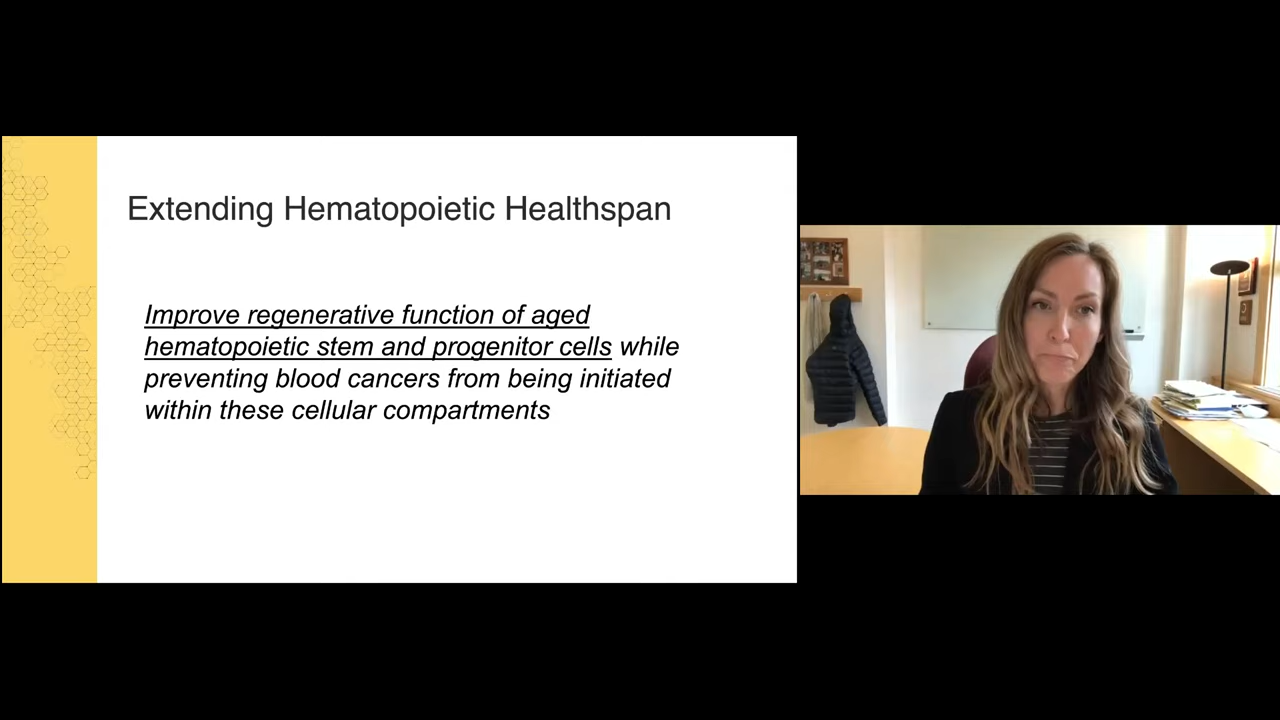 Extending Hematopoietic Healthspan
Improve regenerative function of aged
hematopoietic stem and progenitor cells while
preventing blood cancers from being initiated
within these cellular compartments